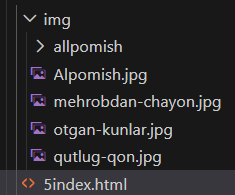 img
allpomish
Alpomish.jpg
mehrobdan-chayon.jpg
otgan-kunlar.jpg
qutlug-qon.jpg
5index.html